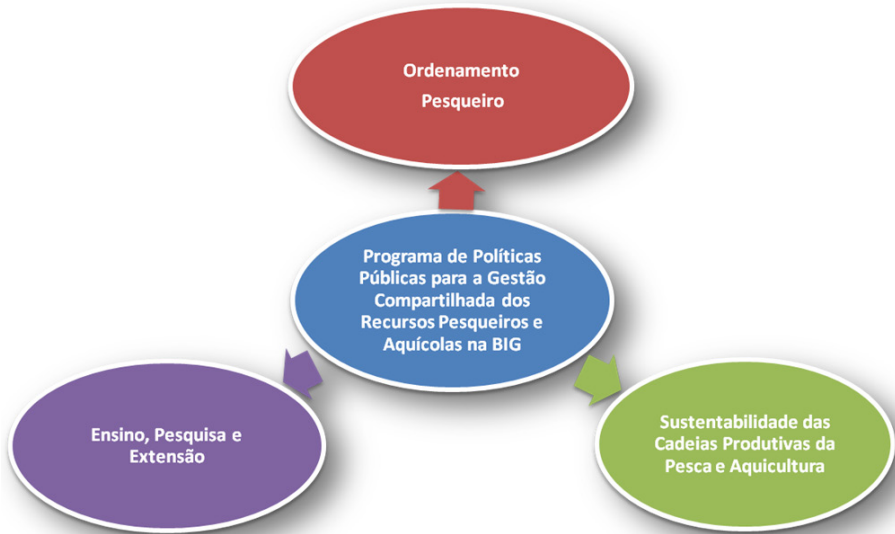 Ordenamento
Pesqueiro
Programa de Políticas
Públicas para a Gestão
Compartilhada dos
Recursos Pesqueiros e
Aquícolas na BIG
Ensino, Pesquisa e
Extensão
Sustentabilidade das
Cadeias Produtivas da
Pesca e Aquicultura